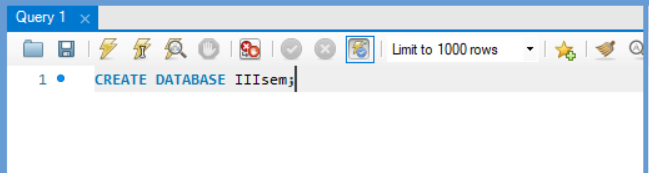 Query 1
Limit to 1000 rows
1 CREATE DATABASE IIIsem;